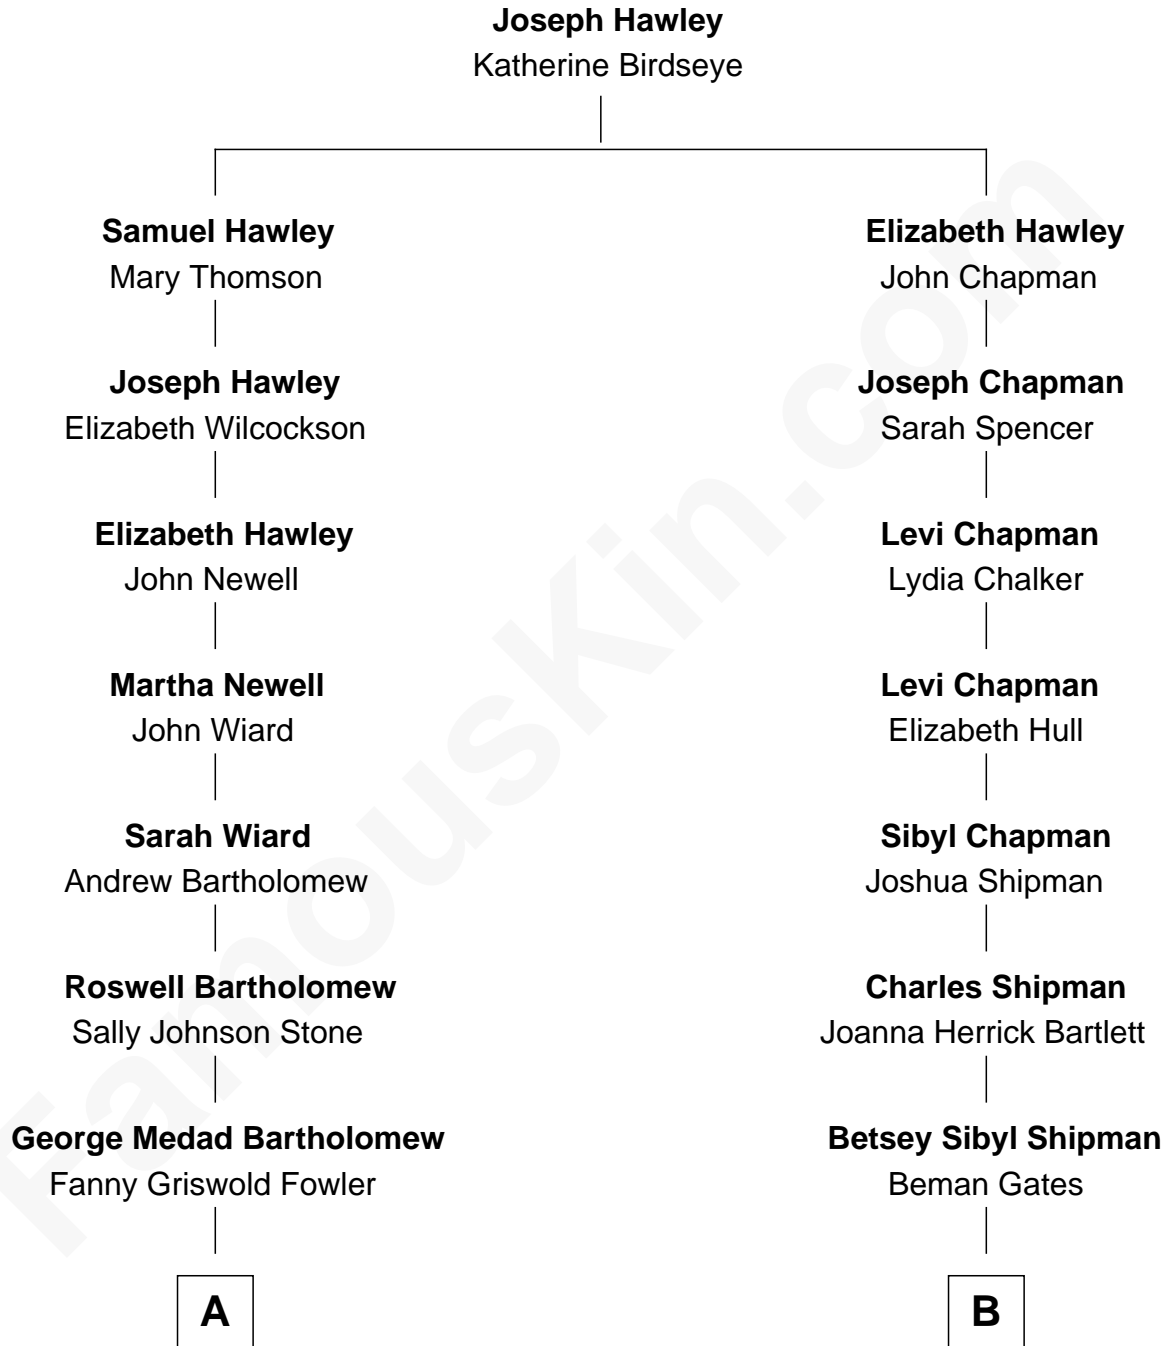 Joseph Hawley
Katherine Birdseye
Samuel Hawley
Mary Thomson
Joseph Hawley
Elizabeth Wilcockson
Elizabeth Hawley
John Newell
Martha Newell
John Wiard
Sarah Wiard
Andrew Bartholomew
Roswell Bartholomew
Sally Johnson Stone
George Medad Bartholomew
Fanny Griswold Fowler
A
Elizabeth Hawley
John Chapman
Joseph Chapman
Sarah Spencer
Levi Chapman
Lydia Chalker
Levi Chapman
Elizabeth Hull
Sibyl Chapman
Joshua Shipman
Charles Shipman
Joanna Herrick Bartlett
Betsey Sibyl Shipman
Beman Gates
B
FamousKin.com